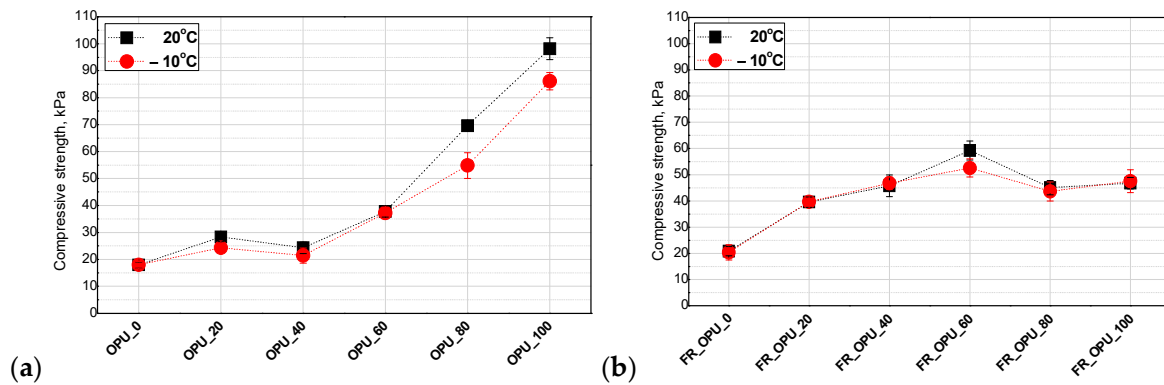 110
100
90
80
70
60
50
40
30
20
10
0
Compressive strength, kPa
20°C
– 10°C
OPU_0
OPU_20
OPU_40
OPU_60
OPU_80
OPU_100
(a)
110
100
90
80
70
60
50
40
30
20
10
0
Compressive strength, kPa
20°C
– 10°C
FR_OPU_0
FR_OPU_20
FR_OPU_40
FR_OPU_60
FR_OPU_80
FR_OPU_100
(b)